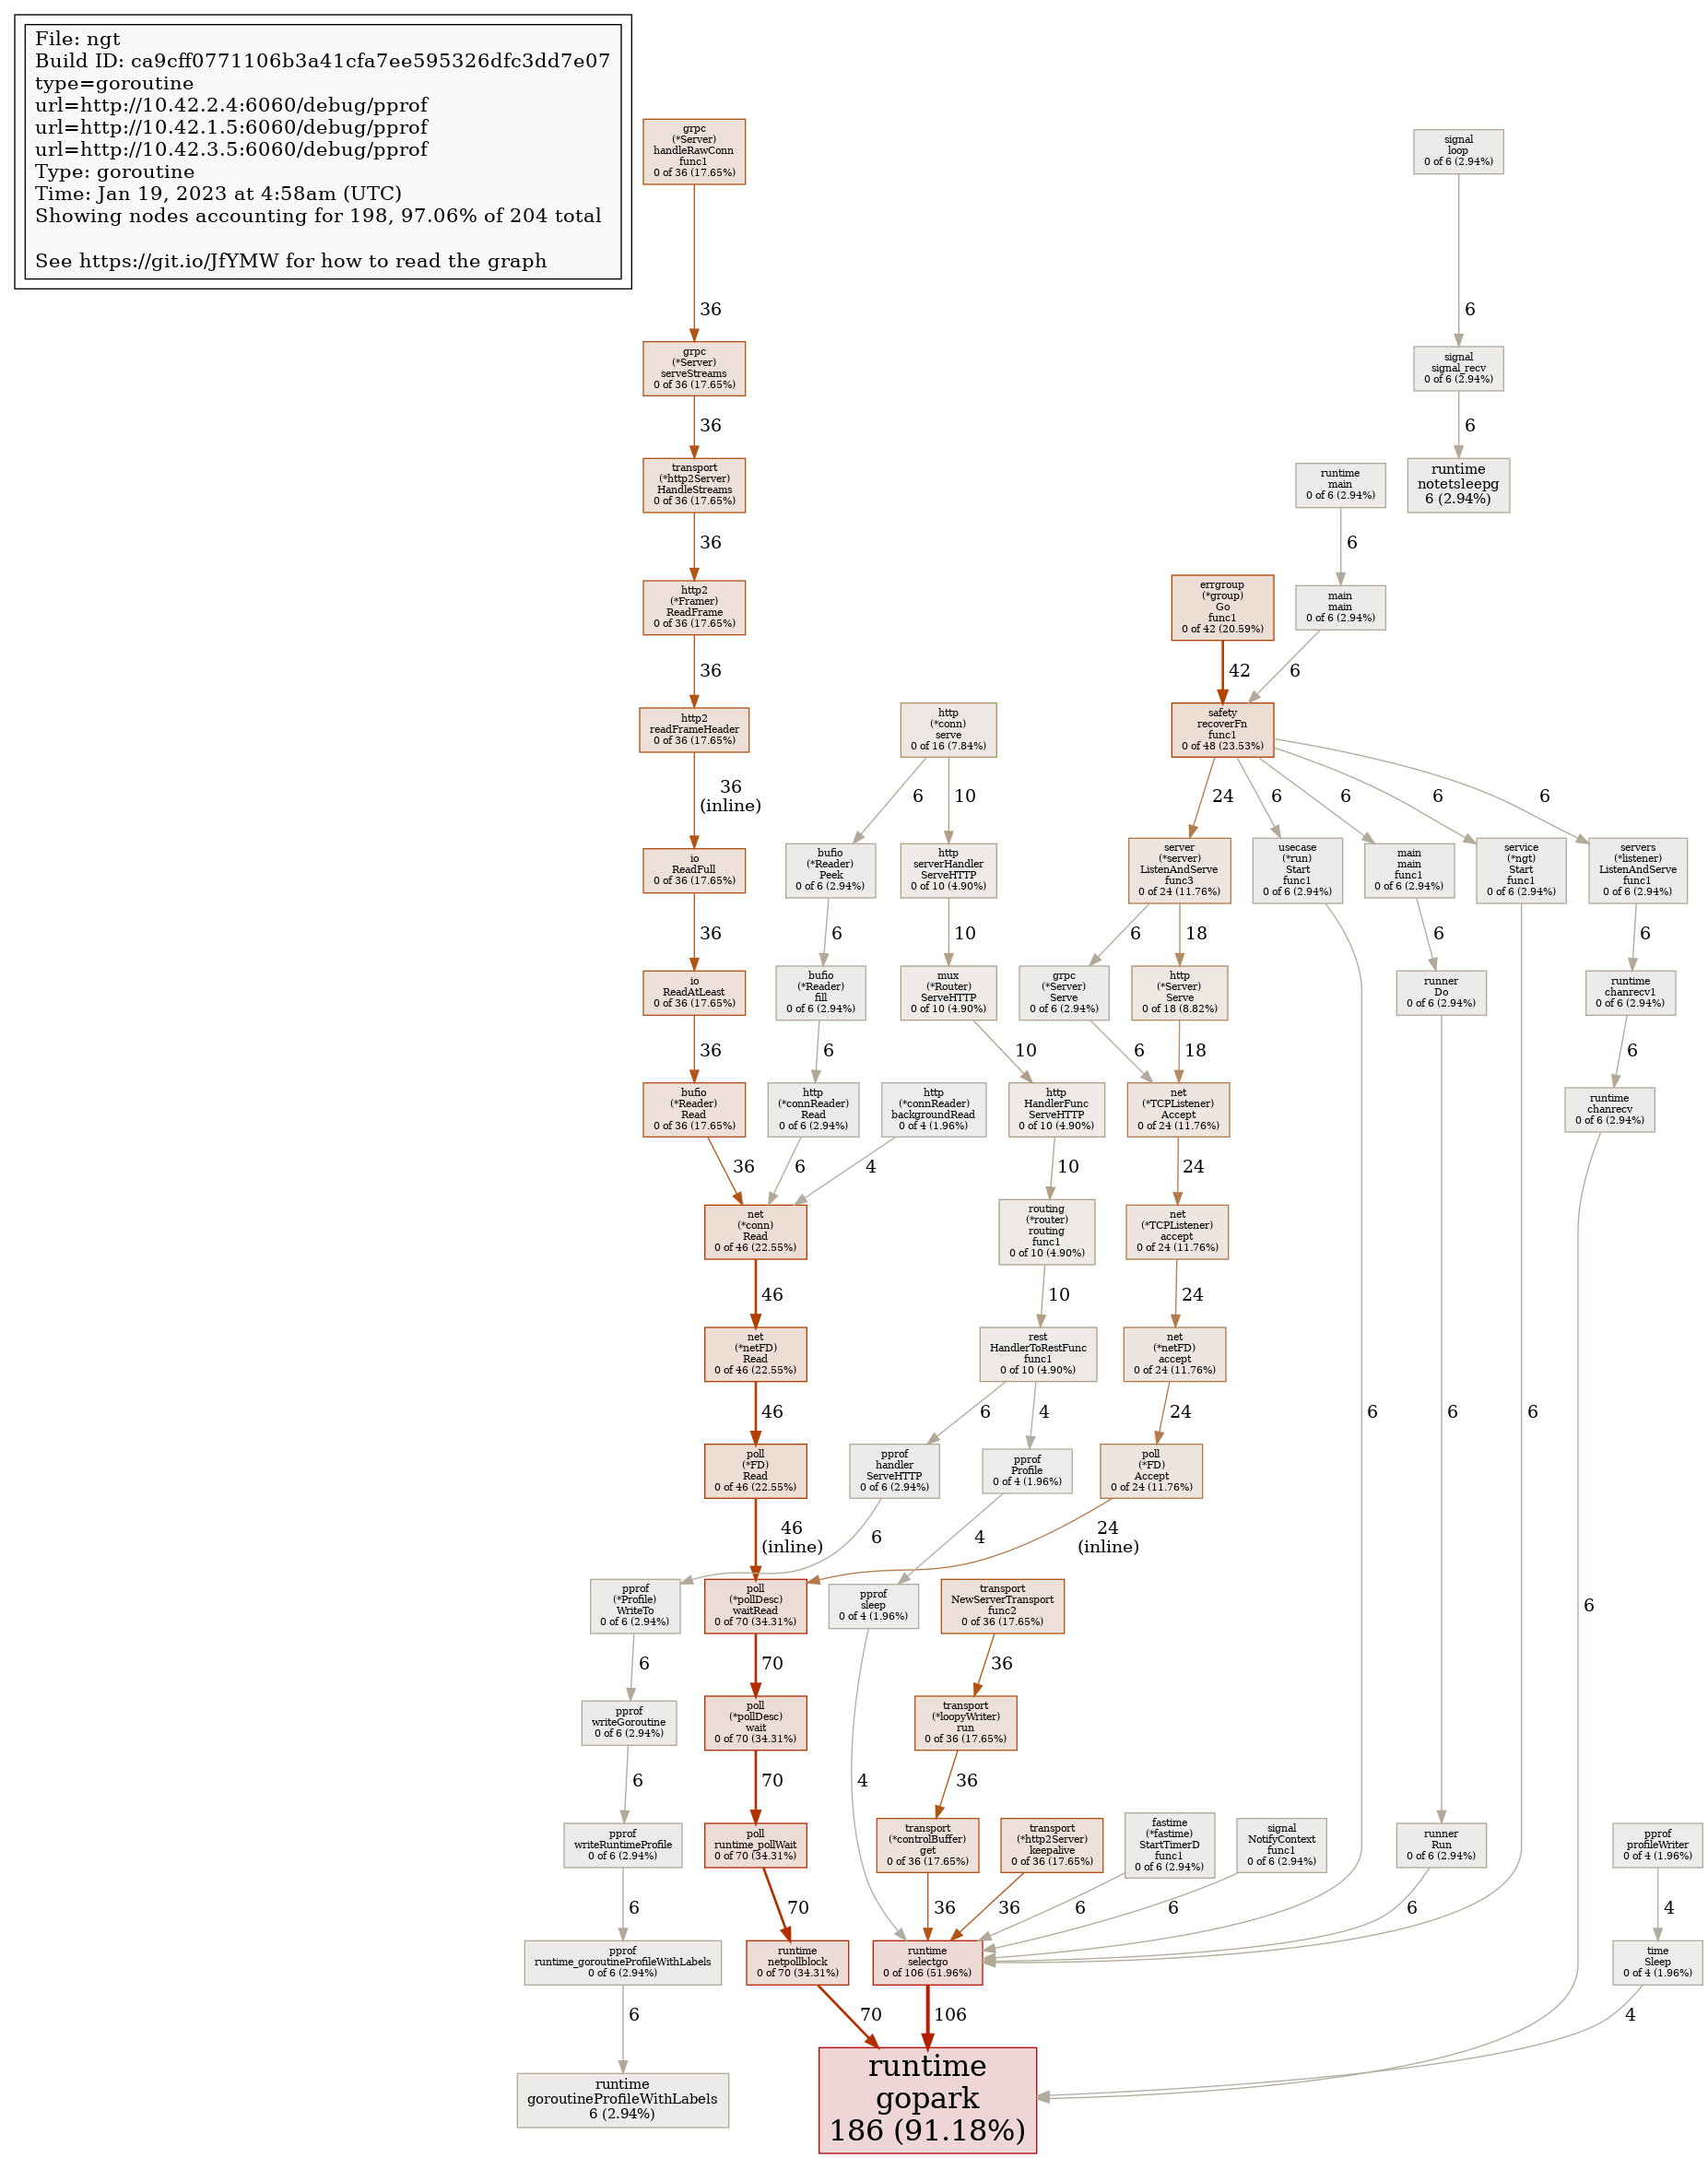 File: ngt
Build ID: ca9cff0771106b3a41cfa7ee595326dfc3dd7e07
type=goroutine
url=http://10.42.2.4:6060/debug/pprof
url=http://10.42.1.5:6060/debug/pprof
url=http://10.42.3.5:6060/debug/pprof
Type: goroutine
Time: Jan 19, 2023 at 4:58am (UTC)
Showing nodes accounting for 198, 97.06% of 204 total
See https://git.io/JfYMW for how to read the graph
grpc
(*Server)
handleRawConn
func1
0 of 36 (17.65%)
signal
loop
0 of 6 (2.94%)
36
6
grpc
(*Server)
serveStreams
0 of 36 (17.65%)
signal
signal_recv
0 of 6 (2.94%)
36
6
transport
(*http2Server)
HandleStreams
0 of 36 (17.65%)
runtime
main
0 of 6 (2.94%)
runtime
notetsleepg
6 (2.94%)
36
6
http2
(*Framer)
ReadFrame
0 of 36 (17.65%)
errgroup
(*group)
Go
func1
0 of 42 (20.59%)
main
main
0 of 6 (2.94%)
36
42
6
http2
readFrameHeader
0 of 36 (17.65%)
http
(*conn)
serve
0 of 16 (7.84%)
safety
recoverFn
func1
0 of 48 (23.53%)
36
(inline)
6
10
24
6
6
6
6
io
ReadFull
0 of 36 (17.65%)
bufio
(*Reader)
Peek
0 of 6 (2.94%)
http
serverHandler
ServeHTTP
0 of 10 (4.90%)
server
(*server)
ListenAndServe
func3
0 of 24 (11.76%)
usecase
(*run)
Start
func1
0 of 6 (2.94%)
main
main
func1
0 of 6 (2.94%)
service
(*ngt)
Start
func1
0 of 6 (2.94%)
servers
(*listener)
ListenAndServe
func1
0 of 6 (2.94%)
36
6
10
6
18
6
6
io
ReadAtLeast
0 of 36 (17.65%)
bufio
(*Reader)
fill
0 of 6 (2.94%)
mux
(*Router)
ServeHTTP
0 of 10 (4.90%)
grpc
(*Server)
Serve
0 of 6 (2.94%)
http
(*Server)
Serve
0 of 18 (8.82%)
runner
Do
0 of 6 (2.94%)
runtime
chanrecv1
0 of 6 (2.94%)
36
6
10
6
18
6
bufio
(*Reader)
Read
0 of 36 (17.65%)
http
(*connReader)
Read
0 of 6 (2.94%)
http
(*connReader)
backgroundRead
0 of 4 (1.96%)
http
HandlerFunc
ServeHTTP
0 of 10 (4.90%)
net
(*TCPListener)
Accept
0 of 24 (11.76%)
runtime
chanrecv
0 of 6 (2.94%)
36
6
4
10
24
net
(*conn)
Read
0 of 46 (22.55%)
routing
(*router)
routing
func1
0 of 10 (4.90%)
net
(*TCPListener)
accept
0 of 24 (11.76%)
46
10
24
net
(*netFD)
Read
0 of 46 (22.55%)
rest
HandlerToRestFunc
func1
0 of 10 (4.90%)
net
(*netFD)
accept
0 of 24 (11.76%)
46
6
4
24
6
6
6
poll
(*FD)
Read
0 of 46 (22.55%)
pprof
handler
ServeHTTP
0 of 6 (2.94%)
pprof
Profile
0 of 4 (1.96%)
poll
(*FD)
Accept
0 of 24 (11.76%)
46
(inline)
6
4
24
(inline)
pprof
(*Profile)
WriteTo
0 of 6 (2.94%)
poll
(*pollDesc)
waitRead
0 of 70 (34.31%)
pprof
sleep
0 of 4 (1.96%)
transport
NewServerTransport
func2
0 of 36 (17.65%)
6
6
70
36
pprof
writeGoroutine
0 of 6 (2.94%)
poll
(*pollDesc)
wait
0 of 70 (34.31%)
transport
(*loopyWriter)
run
0 of 36 (17.65%)
6
70
4
36
pprof
writeRuntimeProfile
0 of 6 (2.94%)
poll
runtime_pollWait
0 of 70 (34.31%)
transport
(*controlBuffer)
get
0 of 36 (17.65%)
transport
(*http2Server)
keepalive
0 of 36 (17.65%)
fastime
(*fastime)
StartTimerD
func1
0 of 6 (2.94%)
signal
NotifyContext
func1
0 of 6 (2.94%)
runner
Run
0 of 6 (2.94%)
pprof
profileWriter
0 of 4 (1.96%)
6
70
36
36
6
6
6
4
pprof
runtime_goroutineProfileWithLabels
0 of 6 (2.94%)
runtime
netpollblock
0 of 70 (34.31%)
runtime
selectgo
0 of 106 (51.96%)
time
Sleep
0 of 4 (1.96%)
6
70
106
4
runtime
goroutineProfileWithLabels
6 (2.94%)
runtime
gopark
186 (91.18%)